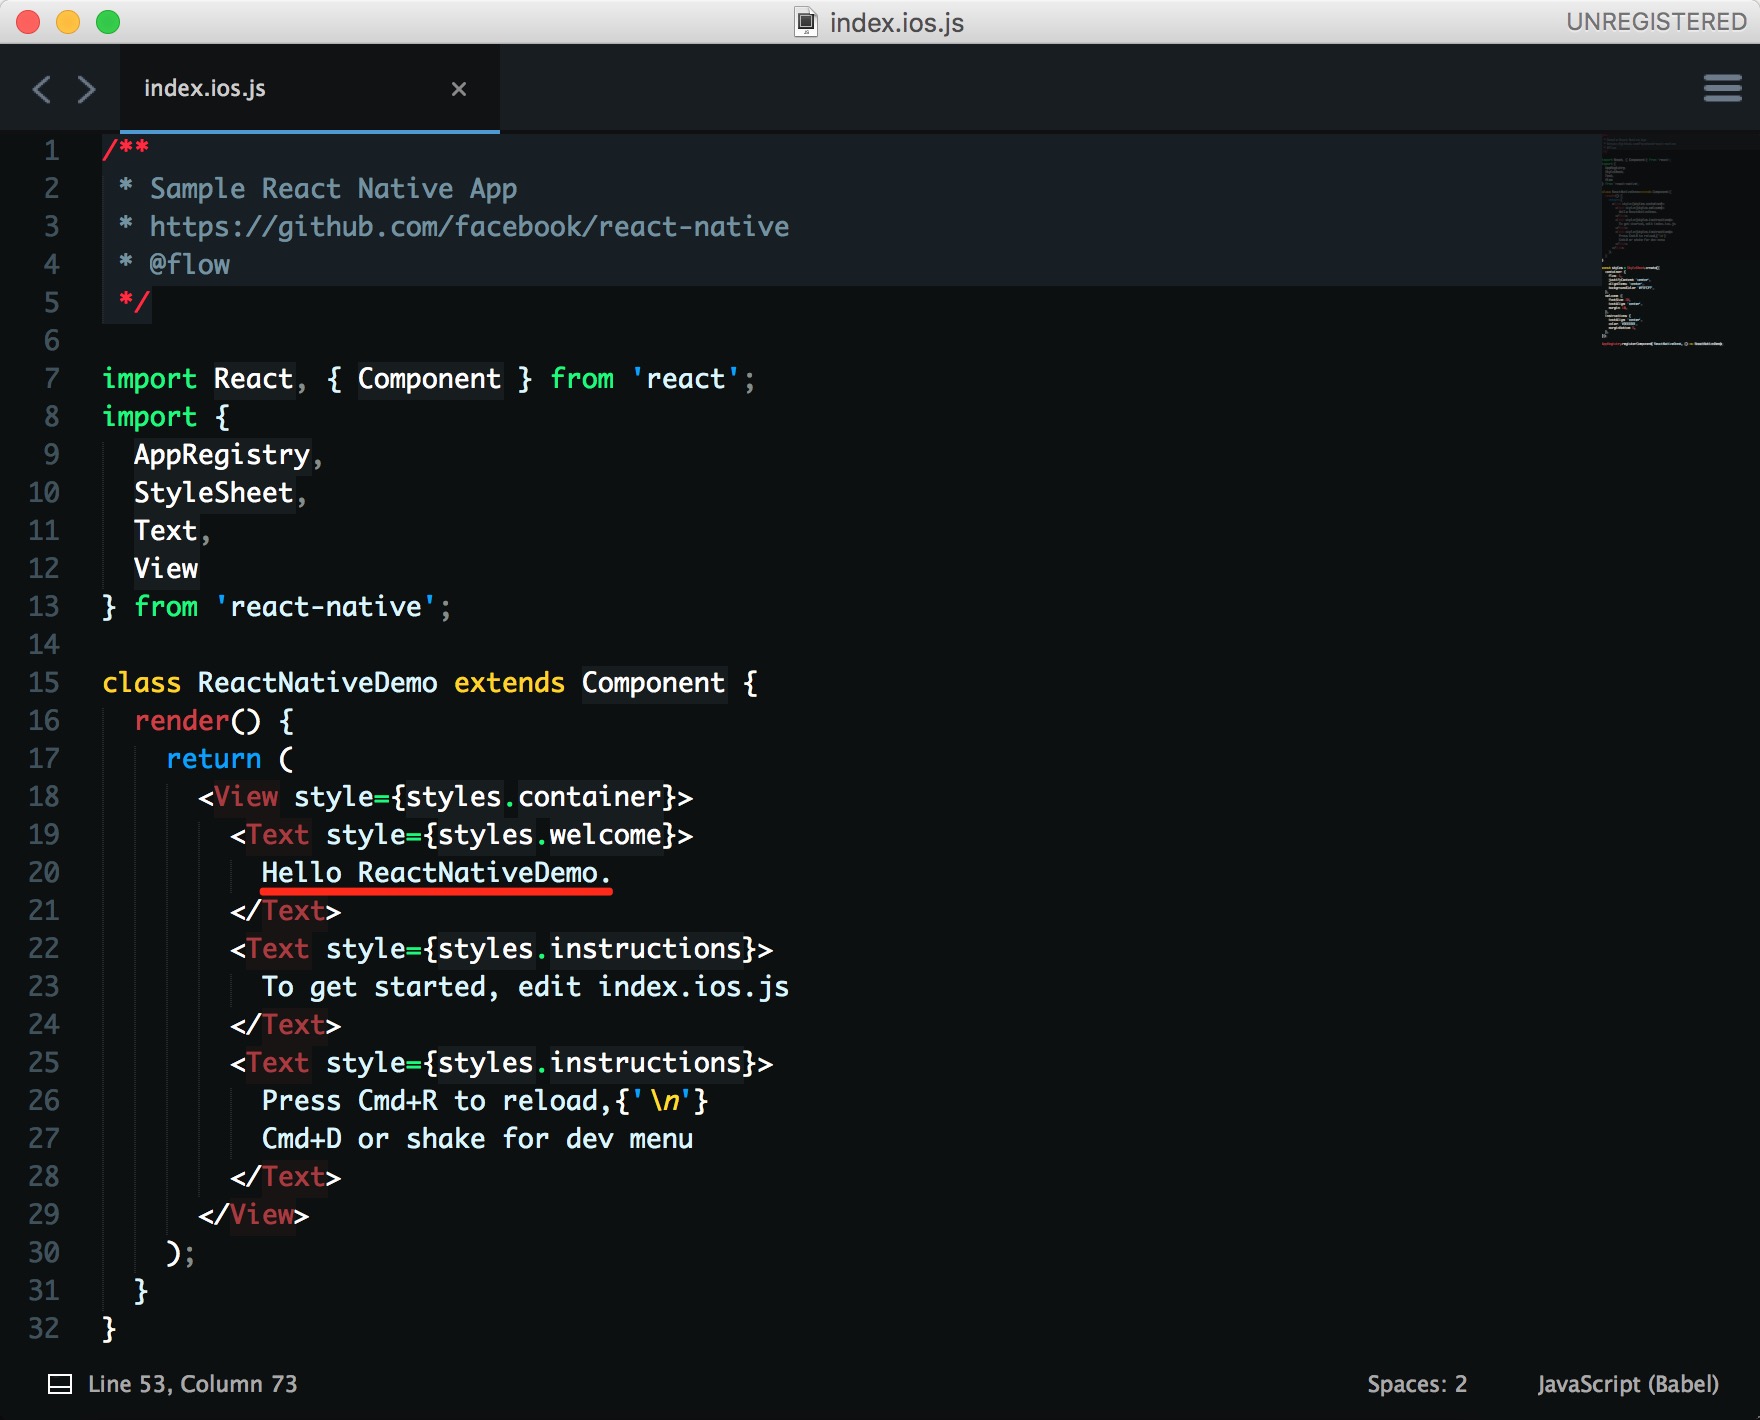 index.ios.js
UNREGISTERED
index.ios.js
1 /**
2  * Sample React Native App
3  * https://github.com/facebook/react-native
4  * @flow
5  */
6
7 import React, { Component } from 'react';
8 import {
9   AppRegistry,
10   StyleSheet,
11   Text,
12   View
13 } from 'react-native';
14
15 class ReactNativeDemo extends Component {
16   render() {
17     return (
18       <View style={styles.container}>
19         <Text style={styles.welcome}>
20           Hello ReactNativeDemo.
21         </Text>
22         <Text style={styles.instructions}>
23           To get started, edit index.ios.js
24         </Text>
25         <Text style={styles.instructions}>
26           Press Cmd+R to reload,{'\n'}
27           Cmd+D or shake for dev menu
28         </Text>
29       </View>
30     );
31   }
32 }
Line 53, Column 73
Spaces: 2
JavaScript (Babel)